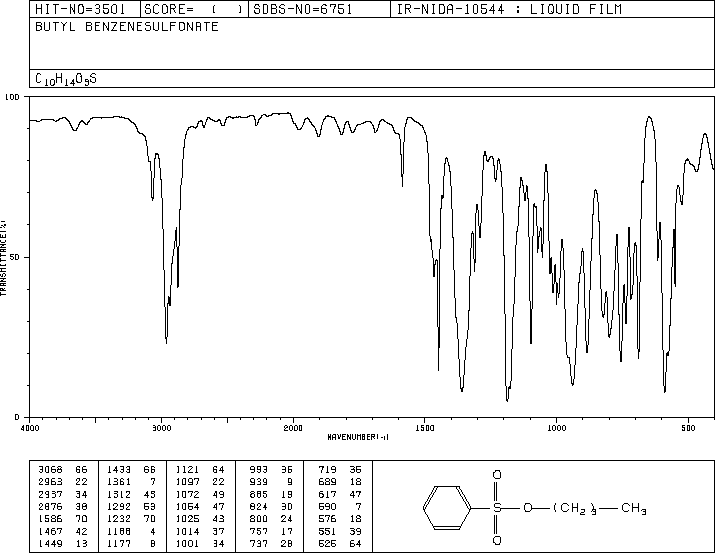 HIT-NO=3501 SCORE= ( ) SDBS-NO=6751 IR-NIDA-10544 : LIQUID FILM
BUTYL BENZENESULFONATE
C10H14O3S
100
50
0
TRANSMITTANCE(%)
4000 3000 2000 1500 1000 500
WAVENUMBER(-1)
3068 66 1433 66 1121 64 993 36 719 36
2963 22 1361 7 1097 22 939 9 689 18
2937 34 1312 45 1072 49 885 19 617 47
2876 38 1292 53 1054 47 824 30 590 7
1586 70 1232 70 1025 43 800 24 576 18
1467 42 1188 4 1014 37 757 17 551 39
1449 13 1177 8 1001 34 737 28 525 64
O
S O (CH2)3 CH3
O